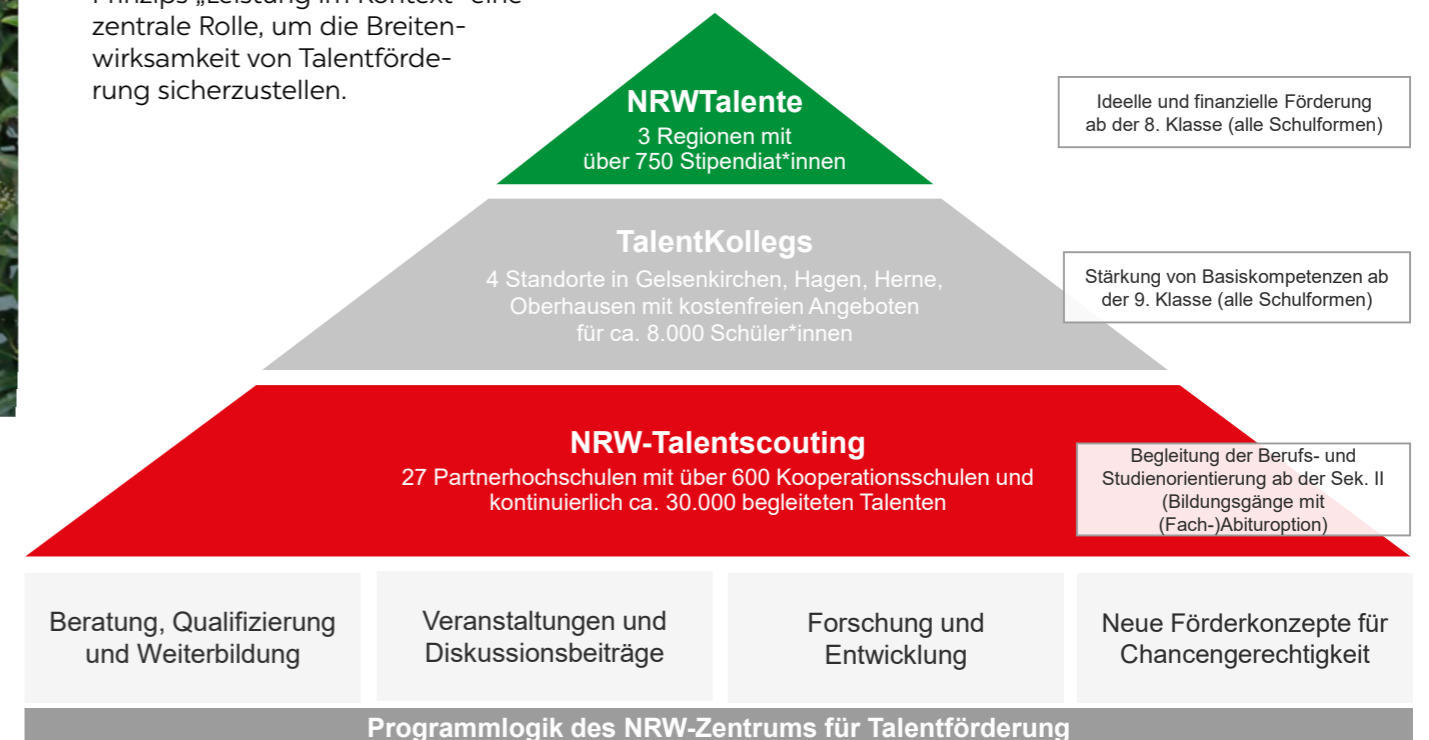 zentrale Rolle, um die Breiten-
wirksamkeit von Talentförde-
rung sicherzustellen.
NRWTalente
3 Regionen mit
über 750 Stipendiat*innen
Ideelle und finanzielle Förderung
ab der 8. Klasse (alle Schulformen)
TalentKollegs
4 Standorte in Gelsenkirchen, Hagen, Herne,
Oberhausen mit kostenfreien Angeboten
für ca. 8.000 Schüler*innen
Stärkung von Basiskompetenzen ab
der 9. Klasse (alle Schulformen)
NRW-Talentscouting
27 Partnerhochschulen mit über 600 Kooperationsschulen und
kontinuierlich ca. 30.000 begleiteten Talenten
Begleitung der Berufs- und
Studienorientierung ab der Sek. II
(Bildungsgänge mit
(Fach-)Abituroption)
Beratung, Qualifizierung
und Weiterbildung
Veranstaltungen und
Diskussionsbeiträge
Forschung und
Entwicklung
Neue Förderkonzepte für
Chancengerechtigkeit
Programmlogik des NRW-Zentrums für Talentförderung